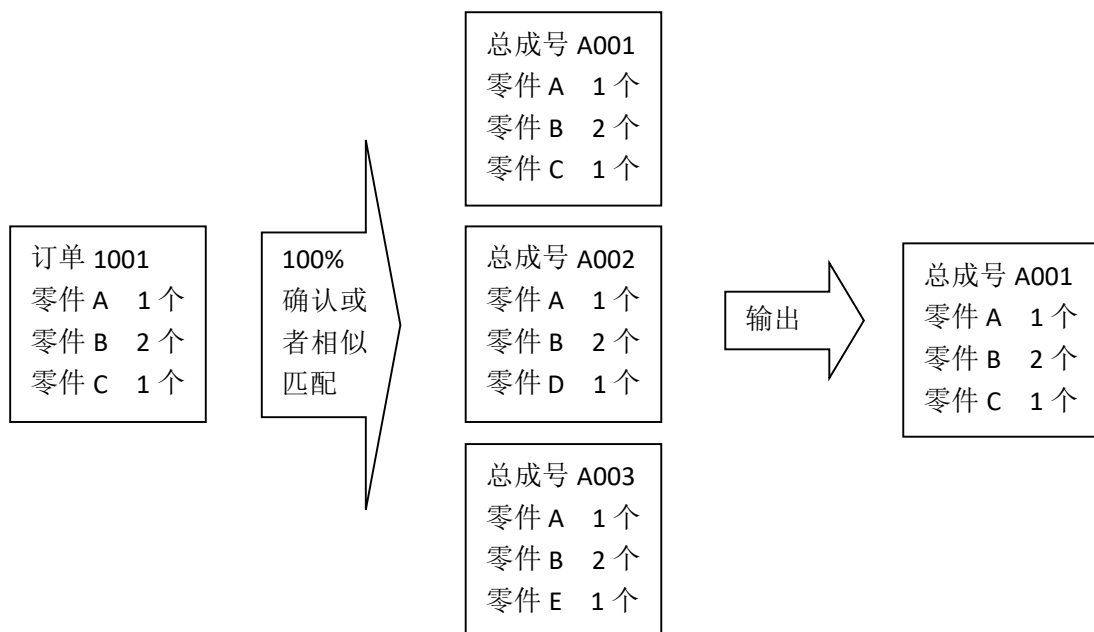 订单 1001
零件 A 1 个
零件 B 2 个
零件 C 1 个
100%
确认或
者相似
匹配
总成号 A001
零件 A 1 个
零件 B 2 个
零件 C 1 个
总成号 A002
零件 A 1 个
零件 B 2 个
零件 D 1 个
总成号 A003
零件 A 1 个
零件 B 2 个
零件 E 1 个
输出
总成号 A001
零件 A 1 个
零件 B 2 个
零件 C 1 个